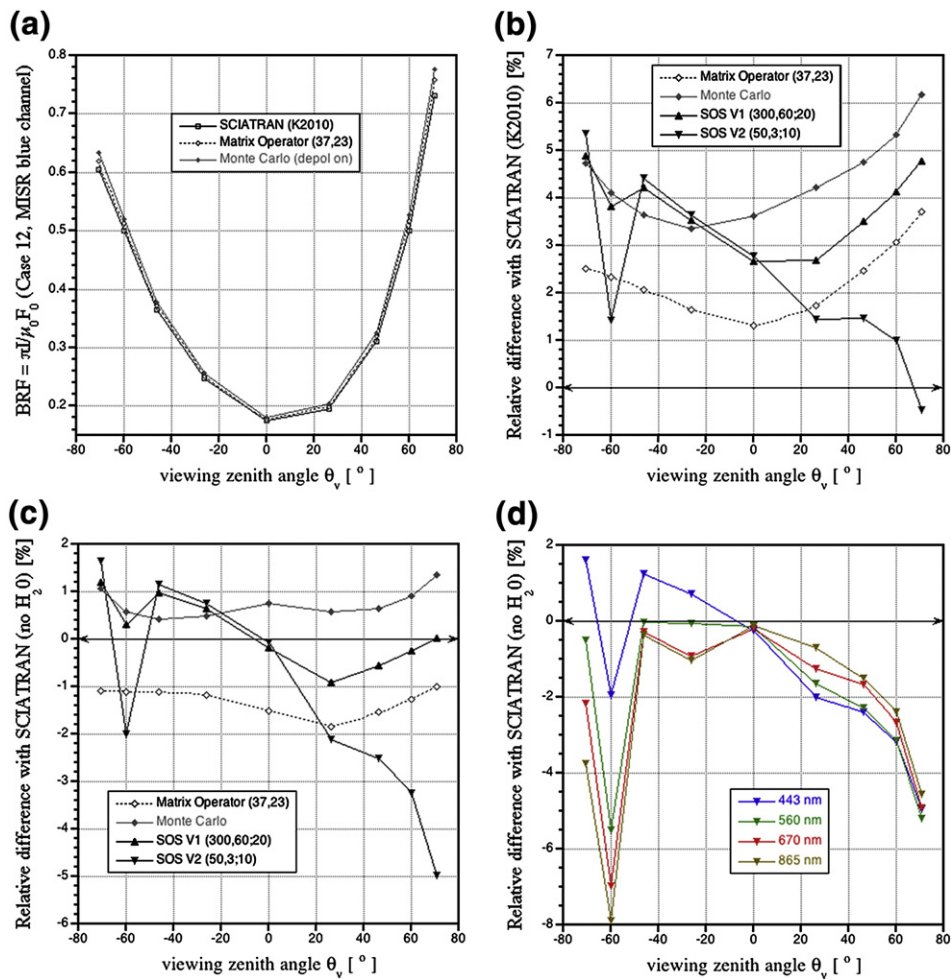 (a)
BRF = πI/μ₀F₀ (Case 12, MISR blue channel)
0.8
0.7
0.6
0.5
0.4
0.3
0.2
SCIATRAN (K2010)
Matrix Operator (37,23)
Monte Carlo (depol on)
-80 -60 -40 -20 0 20 40 60 80
viewing zenith angle θᵥ [ ° ]
(b)
Relative difference with SCIATRAN (K2010) [%]
7
6
5
4
3
2
1
0
-1
Matrix Operator (37,23)
Monte Carlo
SOS V1 (300,60;20)
SOS V2 (50,3;10)
-80 -60 -40 -20 0 20 40 60 80
viewing zenith angle θᵥ [ ° ]
(c)
Relative difference with SCIATRAN (no H₂0) [%]
2
1
0
-1
-2
-3
-4
-5
-6
Matrix Operator (37,23)
Monte Carlo
SOS V1 (300,60;20)
SOS V2 (50,3;10)
-80 -60 -40 -20 0 20 40 60 80
viewing zenith angle θᵥ [ ° ]
(d)
Relative difference with SCIATRAN (no H₂0) [%]
2
0
-2
-4
-6
-8
443 nm
560 nm
670 nm
865 nm
-80 -60 -40 -20 0 20 40 60 80
viewing zenith angle θᵥ [ ° ]